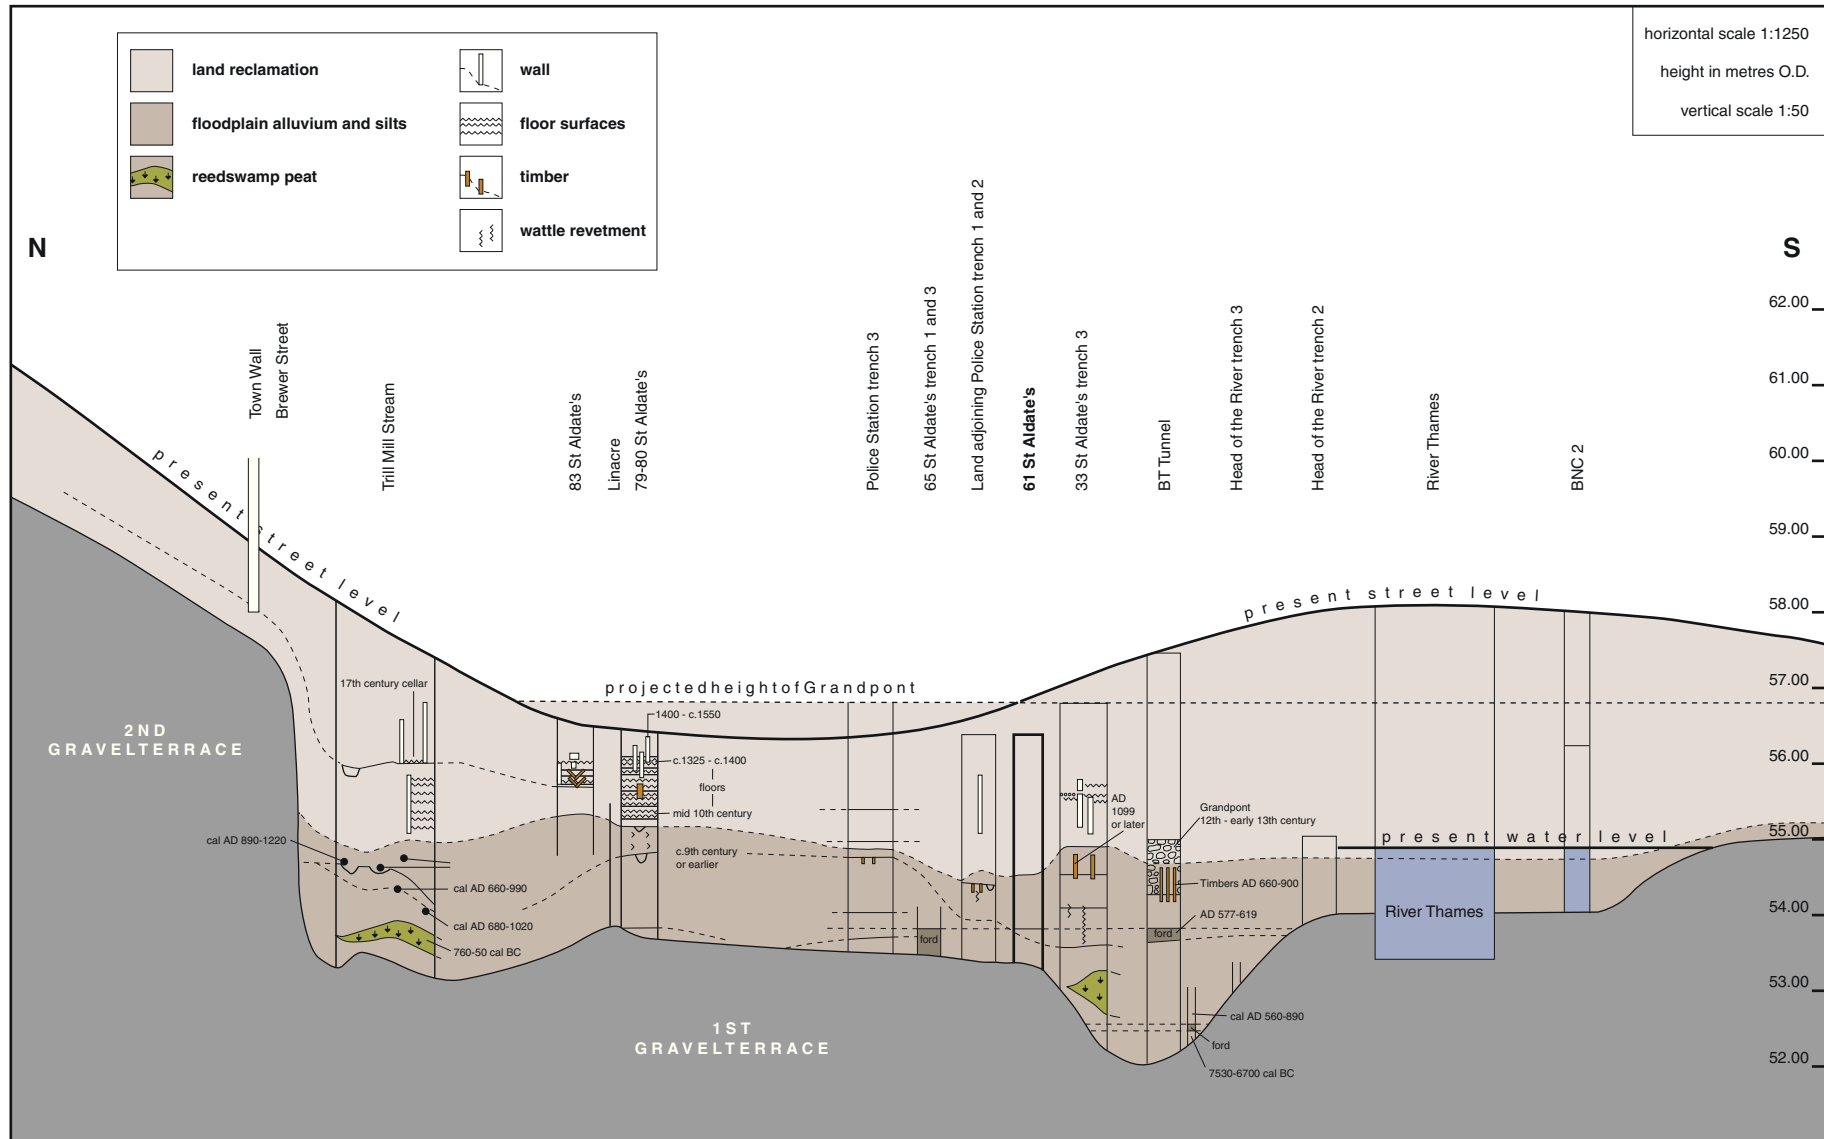 horizontal scale 1:1250
height in metres O.D.
vertical scale 1:50
land reclamation
floodplain alluvium and silts
reedswamp peat
wall
floor surfaces
timber
wattle revetment
N
S
62.00
61.00
60.00
59.00
58.00
57.00
56.00
55.00
54.00
53.00
52.00
Town Wall
Brewer Street
Trill Mill Stream
83 St Aldate's
Linacre
79-80 St Aldate's
Police Station trench 3
65 St Aldate's trench 1 and 3
Land adjoining Police Station trench 1 and 2
61 St Aldate's
33 St Aldate's trench 3
BT Tunnel
Head of the River trench 3
Head of the River trench 2
River Thames
BNC 2
present street level
present street level
projected height of Grandpont
17th century cellar
1400 - c.1550
c.1325 - c.1400
floors
mid 10th century
c.9th century
or earlier
2ND
GRAVEL TERRACE
cal AD 890-1220
cal AD 660-990
cal AD 680-1020
760-50 cal BC
AD
1099
or later
Grandpont
12th - early 13th century
present water level
Timbers AD 660-900
AD 577-619
River Thames
ford
ford
cal AD 560-890
ford
7530-6700 cal BC
1ST
GRAVEL TERRACE